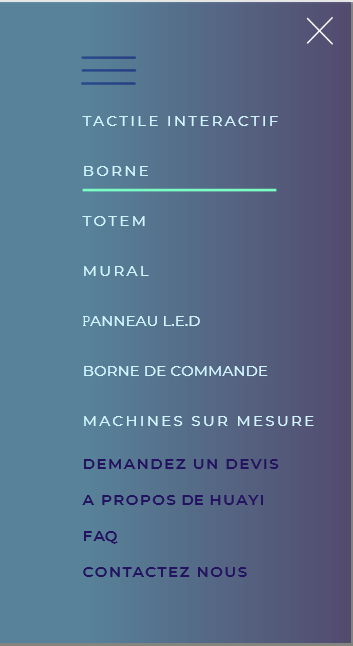 TACTILE INTERACTIF
BORNE
TOTEM
MURAL
PANNEAU L.E.D
BORNE DE COMMANDE
MACHINES SUR MESURE
DEMANDEZ UN DEVIS
A PROPOS DE HUAYI
FAQ
CONTACTEZ NOUS